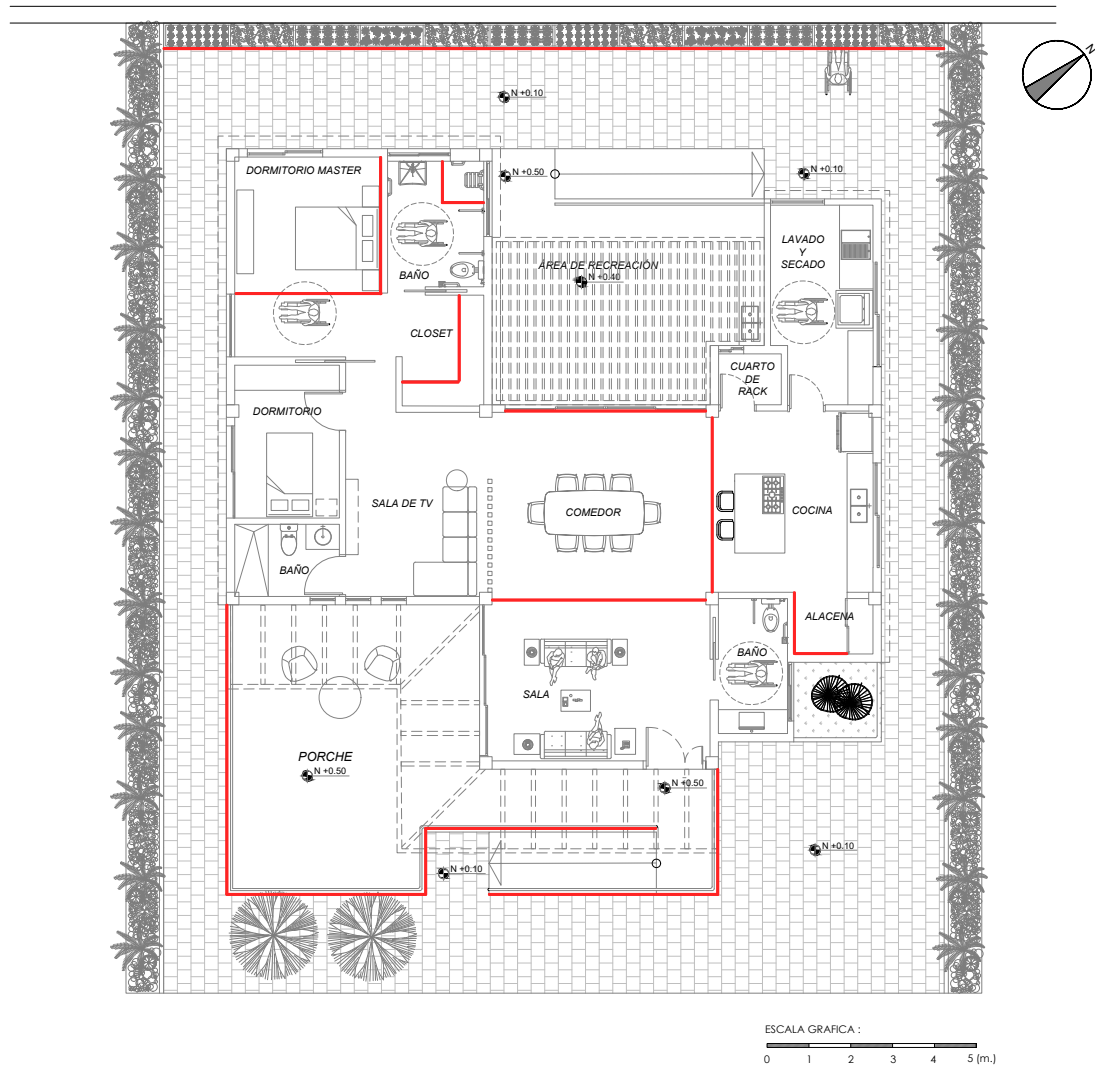 N
N +0.10
DORMITORIO MASTER
N +0.50
N +0.10
LAVADO
Y
SECADO
ÁREA DE RECREACIÓN
N +0.40
BAÑO
CLOSET
CUARTO
DE
RACK
DORMITORIO
SALA DE TV
COMEDOR
COCINA
BAÑO
ALACENA
BAÑO
SALA
PORCHE
N +0.50
N +0.50
N +0.10
N +0.10
ESCALA GRAFICA :
0 1 2 3 4 5 (m.)